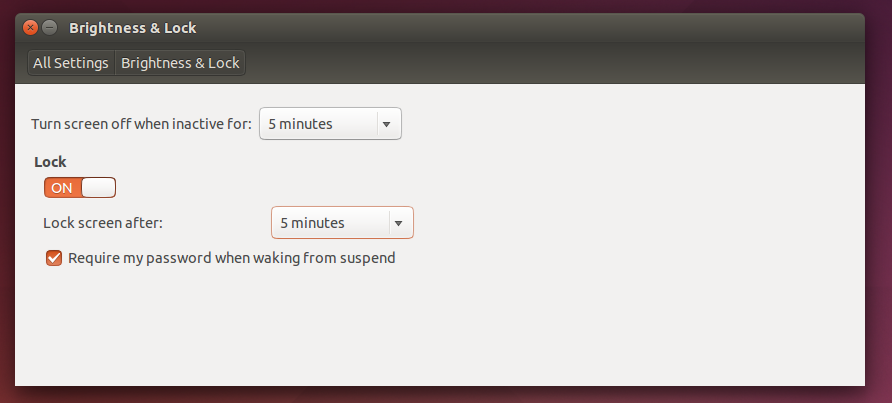 Brightness & Lock
All Settings Brightness & Lock
Turn screen off when inactive for: 5 minutes
Lock
ON
Lock screen after: 5 minutes
Require my password when waking from suspend